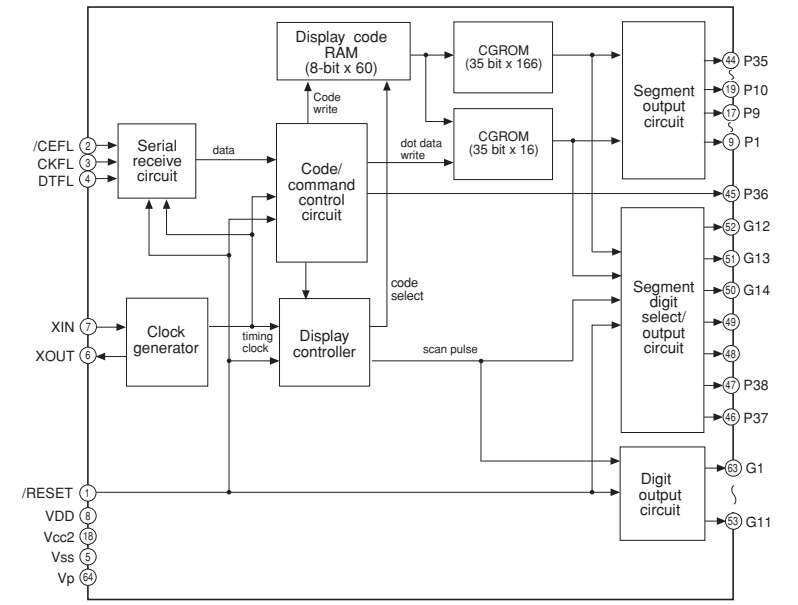 Display code
RAM
(8-bit x 60)
CGROM
(35 bit x 166)
CGROM
(35 bit x 16)
Segment
output
circuit
44 P35
19 P10
17 P9
9 P1
Code
write
/CEFL 2
CKFL 3
DTFL 4
Serial
receive
circuit
data
Code/
command
control
circuit
dot data
write
45 P36
52 G12
51 G13
50 G14
49
48
47 P38
46 P37
Segment
digit
select/
output
circuit
code
select
XIN 7
XOUT 6
Clock
generator
timing
clock
Display
controller
scan pulse
/RESET 1
VDD 8
Vcc2 18
Vss 5
Vp 64
Digit
output
circuit
63 G1
53 G11